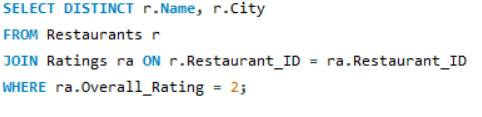 SELECT DISTINCT r.Name, r.City
FROM Restaurants r
JOIN Ratings ra ON r.Restaurant_ID = ra.Restaurant_ID
WHERE ra.Overall_Rating = 2;